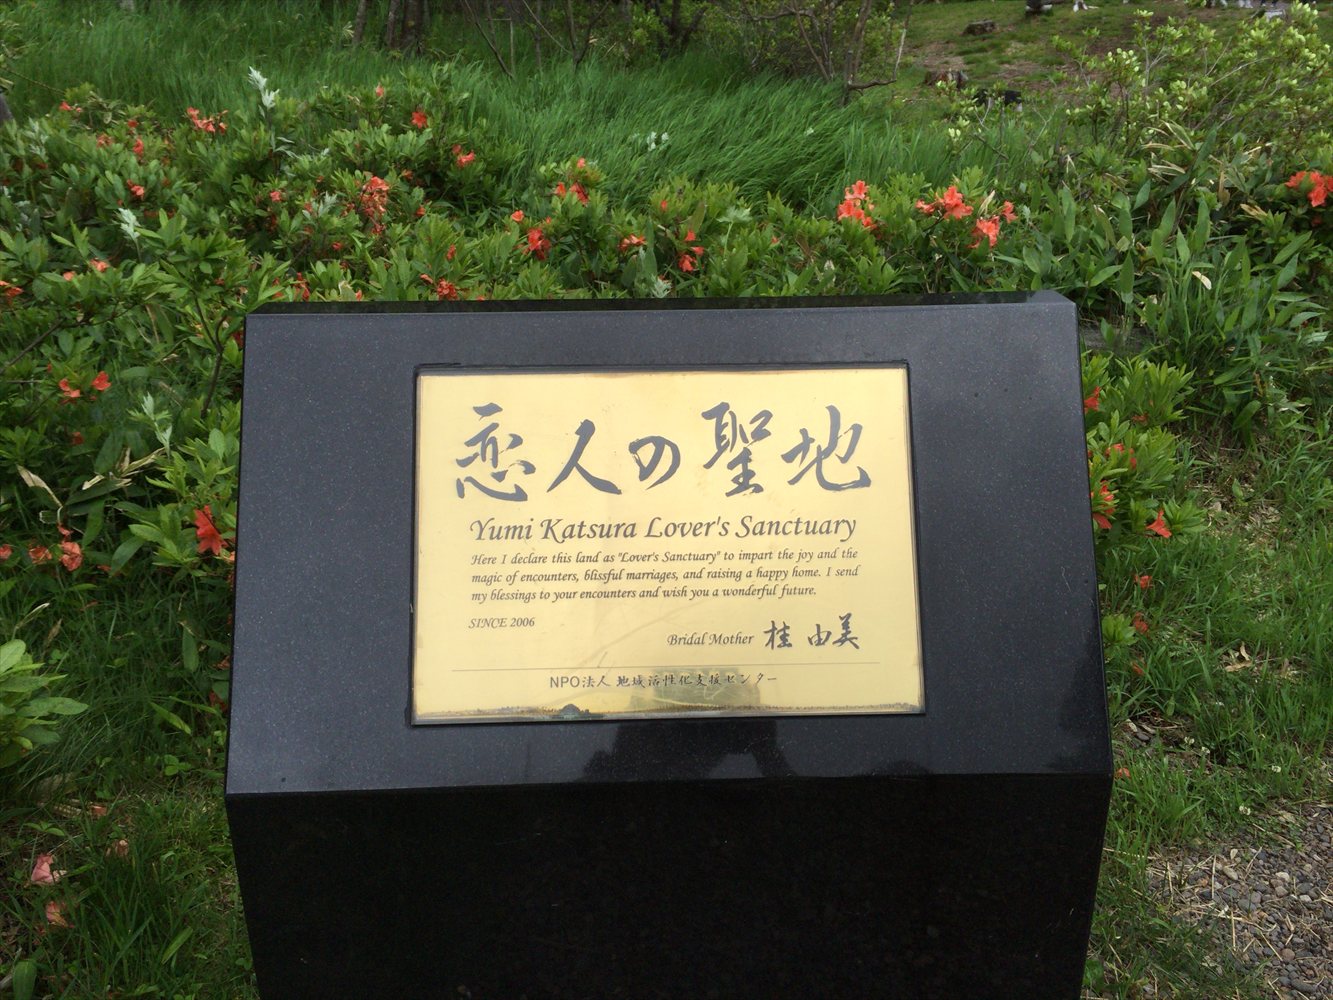 恋人の聖地
Yumi Katsura Lover's Sanctuary
Here I declare this land as "Lover's Sanctuary" to impart the joy and the
magic of encounters, blissful marriages, and raising a happy home. I send
my blessings to your encounters and wish you a wonderful future.
SINCE 2006
Bridal Mother 桂 由美
NPO法人 地域活性化支援センター